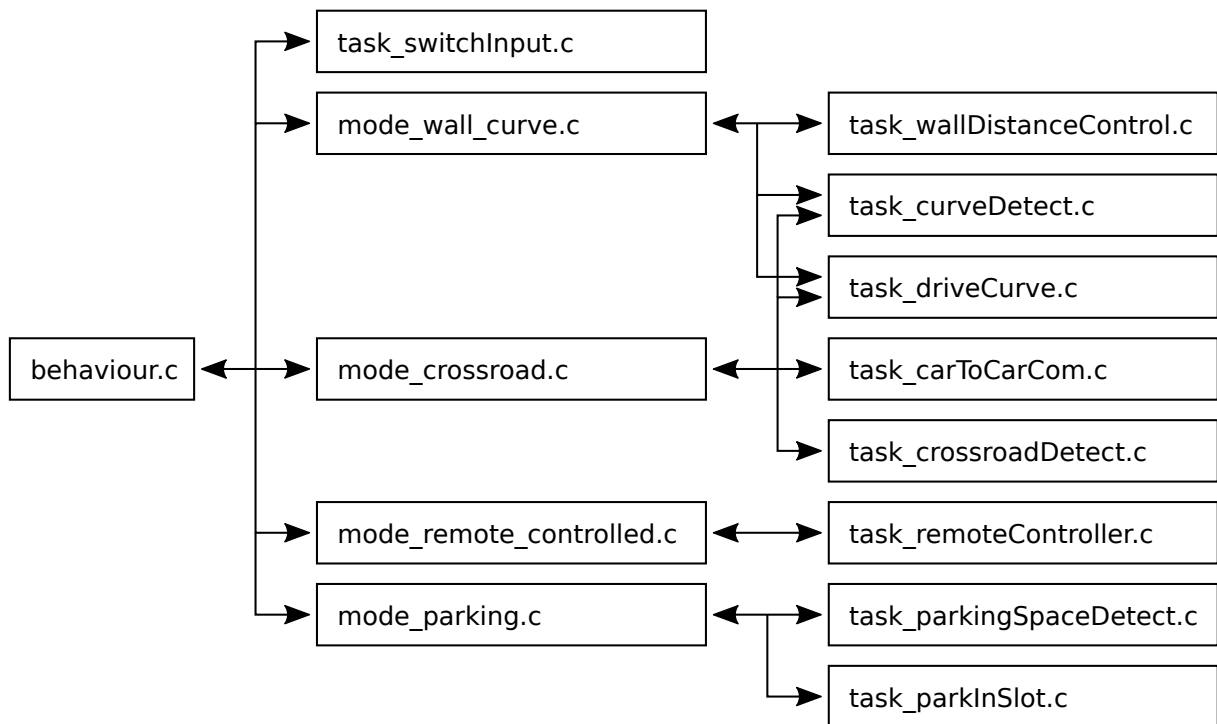 task_switchInput.c
mode_wall_curve.c
task_wallDistanceControl.c
task_curveDetect.c
task_driveCurve.c
behaviour.c
mode_crossroad.c
task_carToCarCom.c
task_crossroadDetect.c
mode_remote_controlled.c
task_remoteController.c
mode_parking.c
task_parkingSpaceDetect.c
task_parkInSlot.c